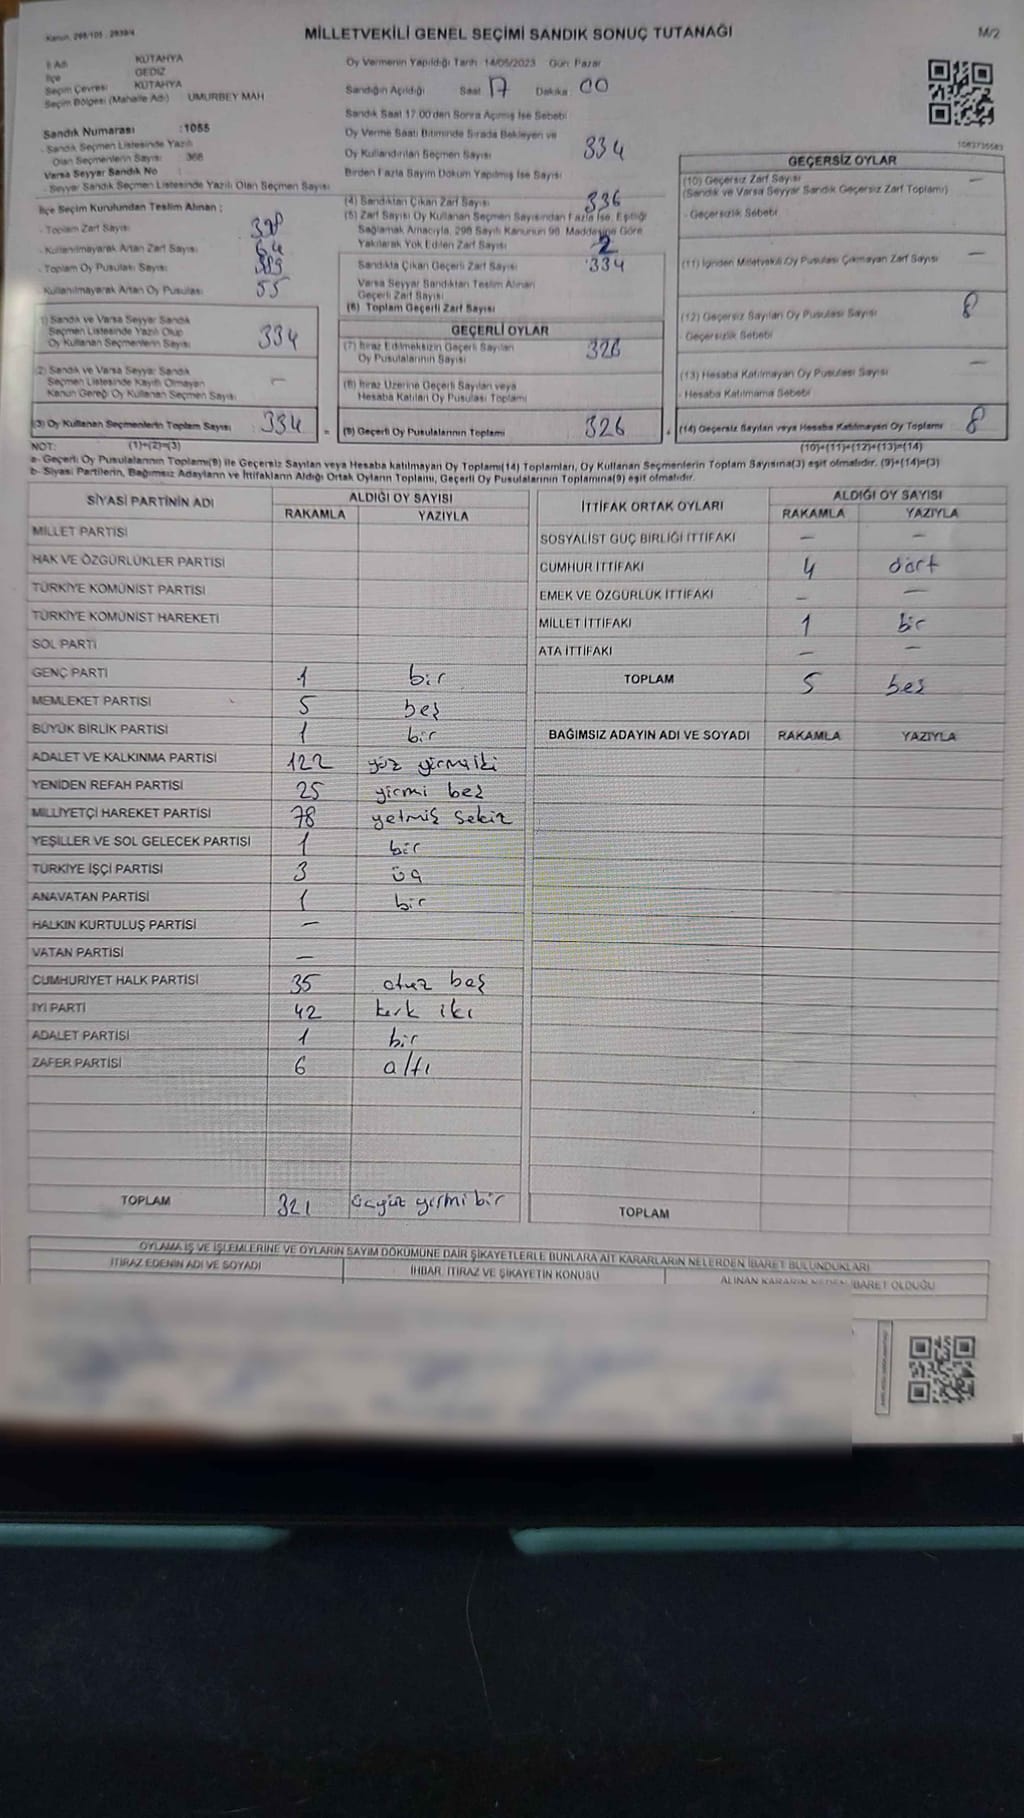 Kanun, 298/105 , 2839/4
MİLLETVEKİLİ GENEL SEÇİMİ SANDIK SONUÇ TUTANAĞI
M/2
İl Adı KÜTAHYA
İlçe GEDİZ
Seçim Çevresi KÜTAHYA
Seçim Bölgesi (Mahalle Adı) UMURBEY MAH
Sandık Numarası :1055
- Sandık Seçmen Listesinde Yazılı
Olan Seçmenlerin Sayısı : 368
Varsa Seyyar Sandık No
- Seyyar Sandık Seçmen Listesinde Yazılı Olan Seçmen Sayısı
İlçe Seçim Kurulundan Teslim Alınan ;
- Toplam Zarf Sayısı 398
- Kullanılmayarak Artan Zarf Sayısı 64
- Toplam Oy Pusulası Sayısı 389
Kullanılmayarak Artan Oy Pusulası 55
Oy Vermenin Yapıldığı Tarih: 14/05/2023 Gün: Pazar
Sandığın Açıldığı Saat 17 Dakika 00
Sandık Saat 17:00'den Sonra Açılmış İse Sebebi
Oy Verme Saati Bitiminde Sırada Bekleyen ve
Oy Kullandırılan Seçmen Sayısı 334
Birden Fazla Sayım Döküm Yapılmış İse Sayısı
(4) Sandıktan Çıkan Zarf Sayısı 336
(5) Zarf Sayısı Oy Kullanan Seçmen Sayısından Fazla İse, Eşitliği
Sağlamak Amacıyla, 298 Sayılı Kanunun 98. Maddesine Göre
Yakılarak Yok Edilen Zarf Sayısı 2
Sandıkta Çıkan Geçerli Zarf Sayısı 334
Varsa Seyyar Sandıktan Teslim Alınan
Geçerli Zarf Sayısı
(6) Toplam Geçerli Zarf Sayısı
1083735583
GEÇERSİZ OYLAR
(10) Geçersiz Zarf Sayısı —
(Sandık ve Varsa Seyyar Sandık Geçersiz Zarf Toplamı)
- Geçersizlik Sebebi
(11) İçinden Milletvekili Oy Pusulası Çıkmayan Zarf Sayısı —
(12) Geçersiz Sayılan Oy Pusulası Sayısı 8
- Geçersizlik Sebebi
(13) Hesaba Katılmayan Oy Pusulası Sayısı —
- Hesaba Katılmama Sebebi
(14) Geçersiz Sayılan veya Hesaba Katılmayan Oy Toplamı 8
1) Sandık ve Varsa Seyyar Sandık
Seçmen Listesinde Yazılı Olup
Oy Kullanan Seçmenlerin Sayısı 334
(2) Sandık ve Varsa Seyyar Sandık
Seçmen Listesinde Kayıtlı Olmayan
Kanun Gereği Oy Kullanan Seçmen Sayısı —
(3) Oy Kullanan Seçmenlerin Toplam Sayısı 334 =
GEÇERLİ OYLAR
(7) İtiraz Edilmeksizin Geçerli Sayılan
Oy Pusulalarının Sayısı 326
(8) İtiraz Üzerine Geçerli Sayılan veya
Hesaba Katılan Oy Pusulası Toplamı
(9) Geçerli Oy Pusulalarının Toplamı 326 +
NOT: (1)+(2)=(3) (10)+(11)+(12)+(13)=(14)
a- Geçerli Oy Pusulalarının Toplamı(9) ile Geçersiz Sayılan veya Hesaba katılmayan Oy Toplamı(14) Toplamları, Oy Kullanan Seçmenlerin Toplam Sayısına(3) eşit olmalıdır. (9)+(14)=(3)
b- Siyasi Partilerin, Bağımsız Adayların ve İttifakların Aldığı Ortak Oyların Toplamı, Geçerli Oy Pusulalarının Toplamına(9) eşit olmalıdır.
SİYASİ PARTİNİN ADI ALDIĞI OY SAYISI
RAKAMLA YAZIYLA
MİLLET PARTİSİ
HAK VE ÖZGÜRLÜKLER PARTİSİ
TÜRKİYE KOMÜNİST PARTİSİ
TÜRKİYE KOMÜNİST HAREKETİ
SOL PARTİ
GENÇ PARTİ 1 bir
MEMLEKET PARTİSİ 5 beş
BÜYÜK BİRLİK PARTİSİ 1 bir
ADALET VE KALKINMA PARTİSİ 122 yüz yirmi iki
YENİDEN REFAH PARTİSİ 25 yirmi beş
MİLLİYETÇİ HAREKET PARTİSİ 78 yetmiş sekiz
YEŞİLLER VE SOL GELECEK PARTİSİ 1 bir
TÜRKİYE İŞÇİ PARTİSİ 3 üç
ANAVATAN PARTİSİ 1 bir
HALKIN KURTULUŞ PARTİSİ —
VATAN PARTİSİ —
CUMHURİYET HALK PARTİSİ 35 otuz beş
İYİ PARTİ 42 kırk iki
ADALET PARTİSİ 1 bir
ZAFER PARTİSİ 6 altı
TOPLAM 321 üçyüz yirmi bir
İTTİFAK ORTAK OYLARI ALDIĞI OY SAYISI
RAKAMLA YAZIYLA
SOSYALİST GÜÇ BİRLİĞİ İTTİFAKI — —
CUMHUR İTTİFAKI 4 dört
EMEK VE ÖZGÜRLÜK İTTİFAKI — —
MİLLET İTTİFAKI 1 bir
ATA İTTİFAKI — —
TOPLAM 5 beş
BAĞIMSIZ ADAYIN ADI VE SOYADI RAKAMLA YAZIYLA
TOPLAM
OYLAMA İŞ VE İŞLEMLERİNE VE OYLARIN SAYIM DÖKÜMÜNE DAİR ŞİKAYETLERLE BUNLARA AİT KARARLARIN NELERDEN İBARET BULUNDUKLARI
İTİRAZ EDENİN ADI VE SOYADI İHBAR, İTİRAZ VE ŞİKAYETİN KONUSU ALINAN KARARIN NEDEN İBARET OLDUĞU